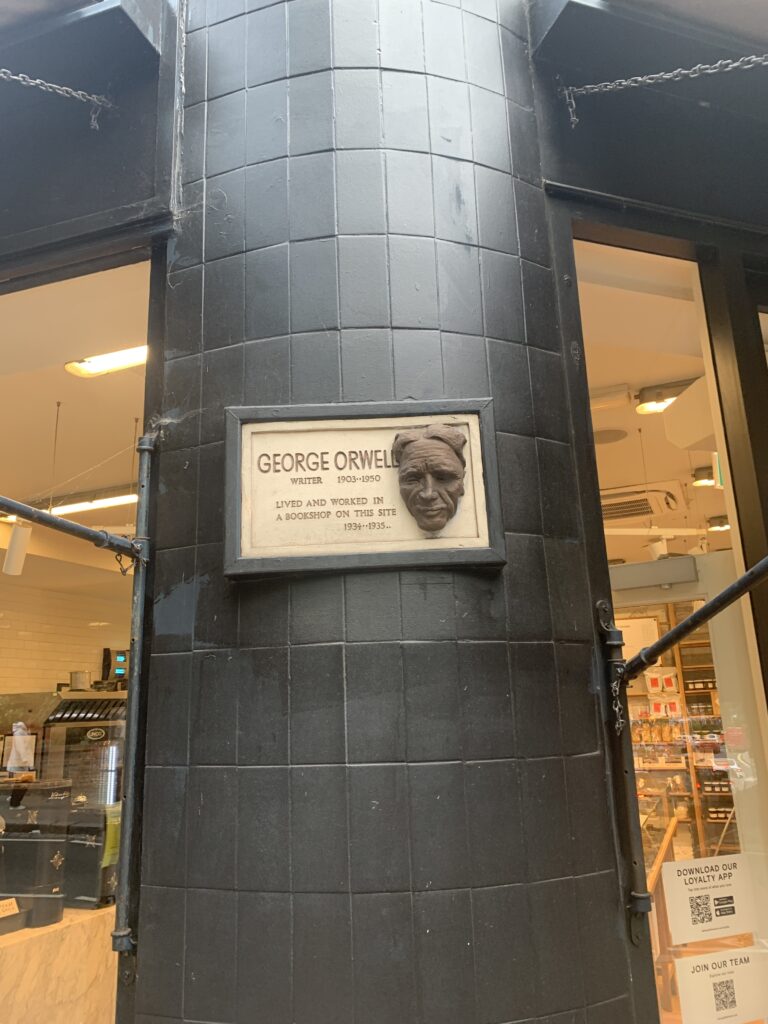 GEORGE ORWELL
WRITER 1903··1950
LIVED AND WORKED IN
A BOOKSHOP ON THIS SITE
1934··1935..
DOWNLOAD OUR
LOYALTY APP
JOIN OUR TEAM